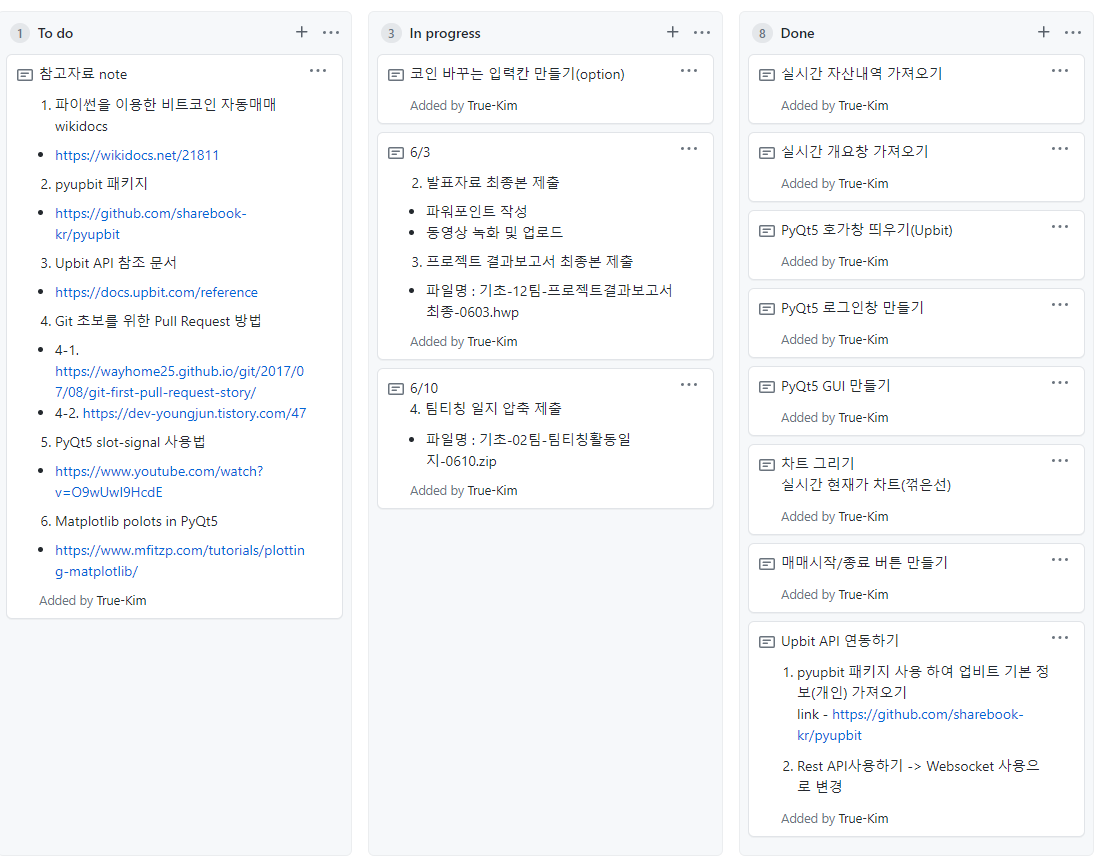 1 To do
참고자료 note
1. 파이썬을 이용한 비트코인 자동매매
wikidocs
https://wikidocs.net/21811
2. pyupbit 패키지
https://github.com/sharebook-
kr/pyupbit
3. Upbit API 참조 문서
https://docs.upbit.com/reference
4. Git 초보를 위한 Pull Request 방법
4-1.
https://wayhome25.github.io/git/2017/0
7/08/git-first-pull-request-story/
4-2. https://dev-youngjun.tistory.com/47
5. PyQt5 slot-signal 사용법
https://www.youtube.com/watch?
v=O9wUwI9HcdE
6. Matplotlib polots in PyQt5
https://www.mfitzp.com/tutorials/plottin
g-matplotlib/
Added by True-Kim
3 In progress
코인 바꾸는 입력칸 만들기(option)
Added by True-Kim
6/3
2. 발표자료 최종본 제출
파워포인트 작성
동영상 녹화 및 업로드
3. 프로젝트 결과보고서 최종본 제출
파일명 : 기초-12팀-프로젝트결과보고서
최종-0603.hwp
Added by True-Kim
6/10
4. 팀티칭 일지 압축 제출
파일명 : 기초-02팀-팀티칭활동일
지-0610.zip
Added by True-Kim
8 Done
실시간 자산내역 가져오기
Added by True-Kim
실시간 개요창 가져오기
Added by True-Kim
PyQt5 호가창 띄우기(Upbit)
Added by True-Kim
PyQt5 로그인창 만들기
Added by True-Kim
PyQt5 GUI 만들기
Added by True-Kim
차트 그리기
실시간 현재가 차트(꺾은선)
Added by True-Kim
매매시작/종료 버튼 만들기
Added by True-Kim
Upbit API 연동하기
1. pyupbit 패키지 사용 하여 업비트 기본 정
보(개인) 가져오기
link - https://github.com/sharebook-
kr/pyupbit
2. Rest API사용하기 -> Websocket 사용으
로 변경
Added by True-Kim